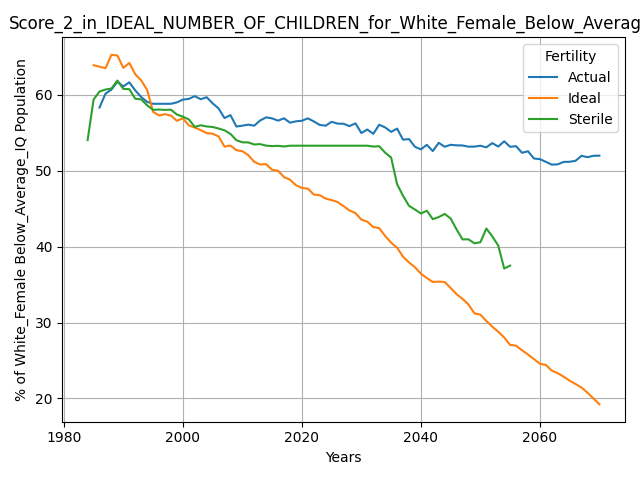 Score_2_in_IDEAL_NUMBER_OF_CHILDREN_for_White_Female_Below_Averag
Fertility
Actual
Ideal
Sterile
% of White_Female Below_Average_IQ Population
60
50
40
30
20
1980 2000 2020 2040 2060
Years